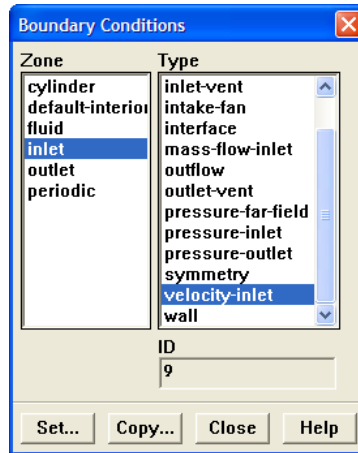 Boundary Conditions
Zone
cylinder
default-interior
fluid
inlet
outlet
periodic
Type
inlet-vent
intake-fan
interface
mass-flow-inlet
outflow
outlet-vent
pressure-far-field
pressure-inlet
pressure-outlet
symmetry
velocity-inlet
wall
ID
9
Set... Copy... Close Help